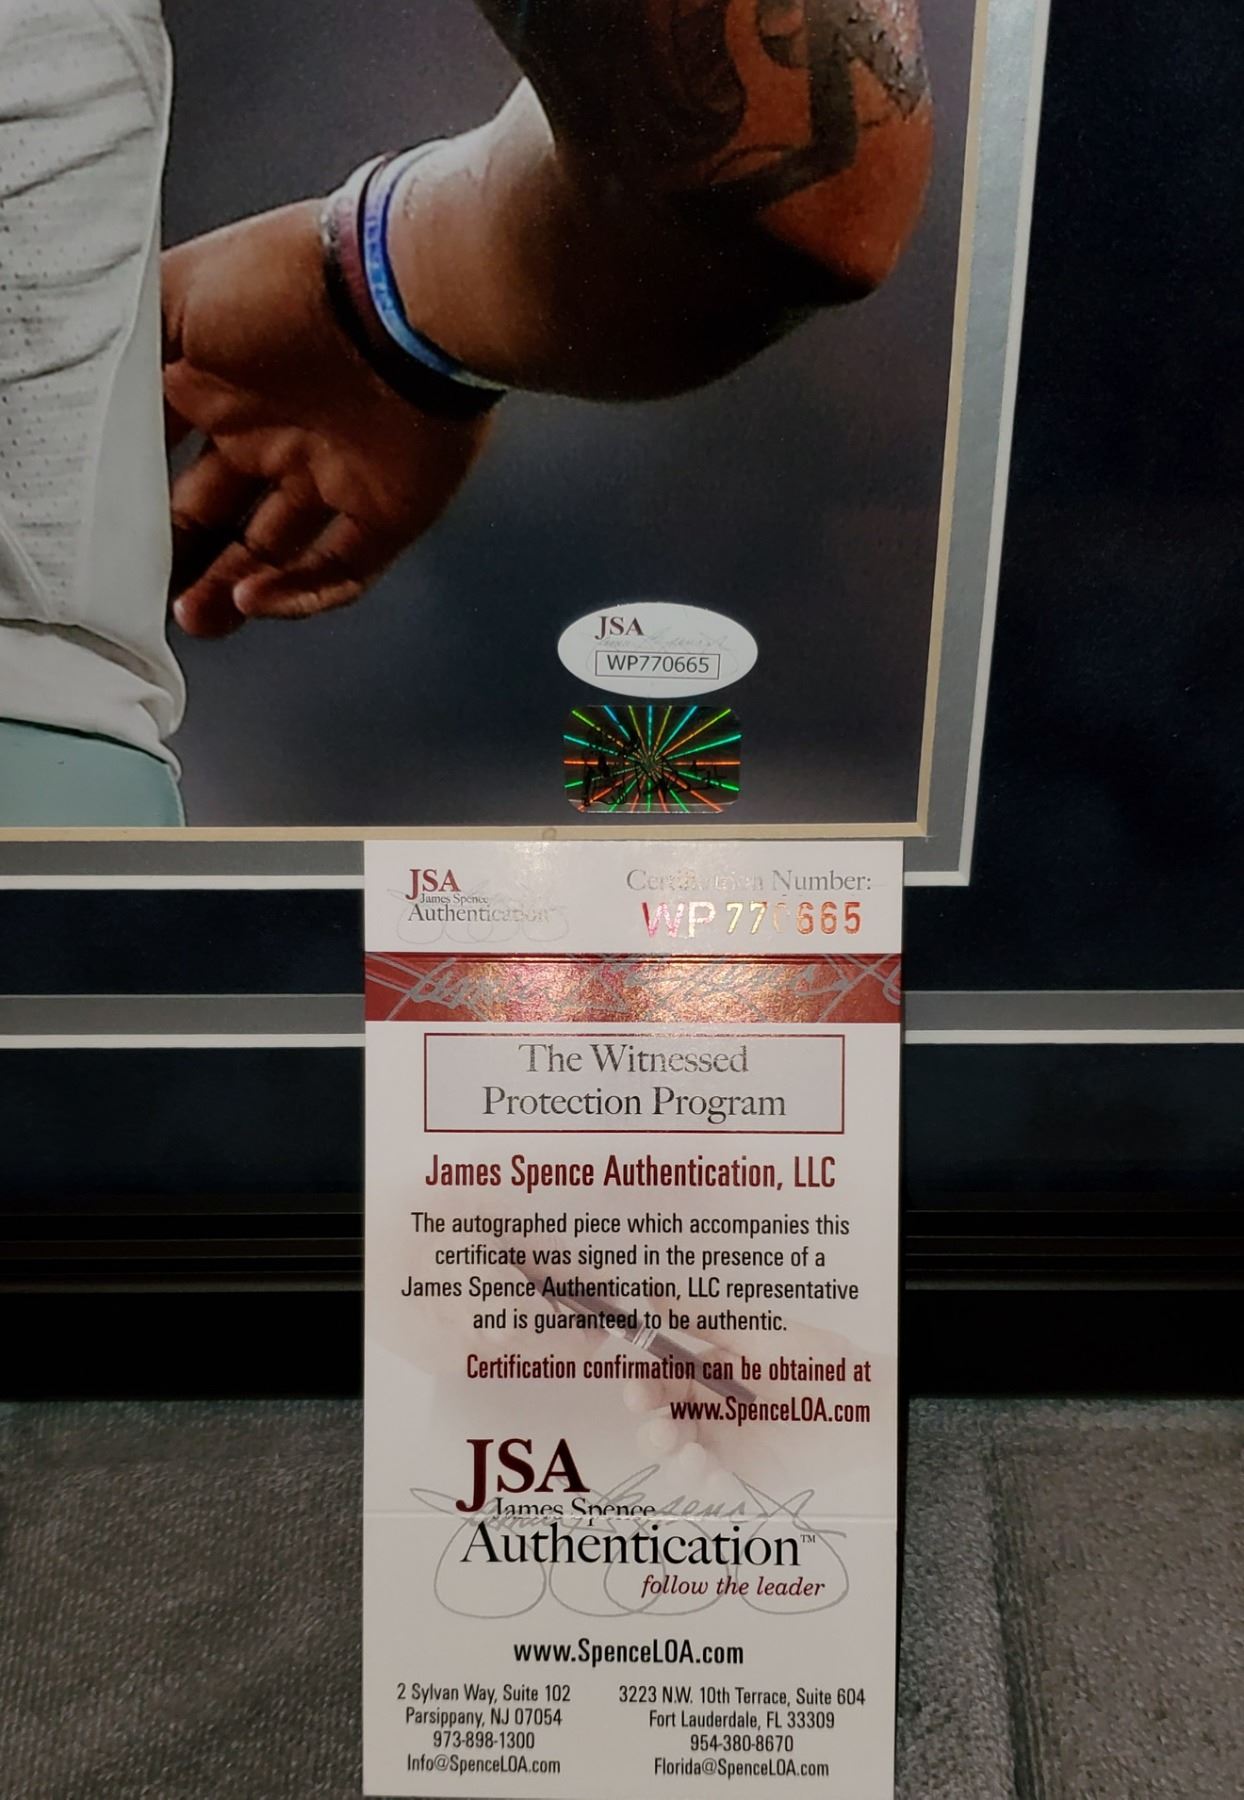 JSA
WP770665
JSA
James Spence
Authentication
Certification Number:
WP770665
The Witnessed
Protection Program
James Spence Authentication, LLC
The autographed piece which accompanies this
certificate was signed in the presence of a
James Spence Authentication, LLC representative
and is guaranteed to be authentic.
Certification confirmation can be obtained at
www.SpenceLOA.com
JSA
James Spence
Authentication™
follow the leader
www.SpenceLOA.com
2 Sylvan Way, Suite 102
Parsippany, NJ 07054
973-898-1300
Info@SpenceLOA.com
3223 N.W. 10th Terrace, Suite 604
Fort Lauderdale, FL 33309
954-380-8670
Florida@SpenceLOA.com